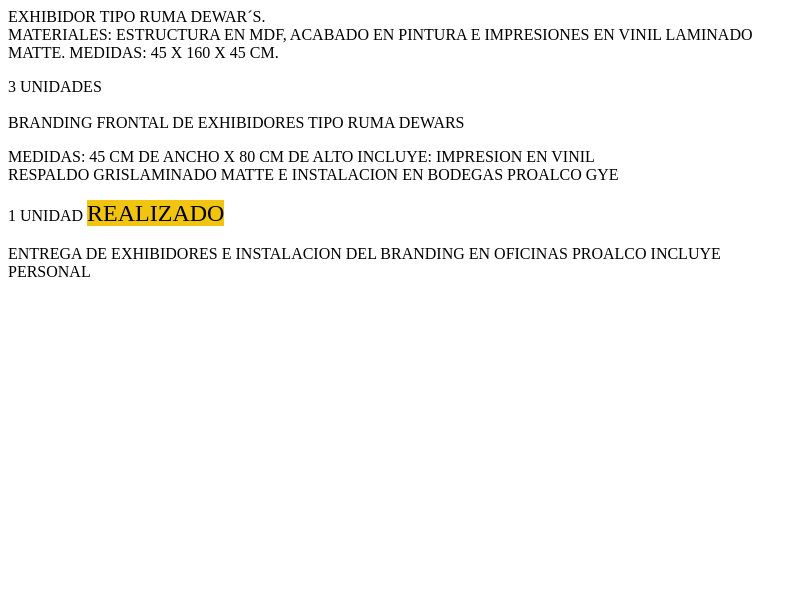 EXHIBIDOR TIPO RUMA DEWAR´S.
MATERIALES: ESTRUCTURA EN MDF, ACABADO EN PINTURA E IMPRESIONES EN VINIL LAMINADO
MATTE. MEDIDAS: 45 X 160 X 45 CM.
3 UNIDADES
BRANDING FRONTAL DE EXHIBIDORES TIPO RUMA DEWARS
MEDIDAS: 45 CM DE ANCHO X 80 CM DE ALTO INCLUYE: IMPRESION EN VINIL
RESPALDO GRISLAMINADO MATTE E INSTALACION EN BODEGAS PROALCO GYE
1 UNIDAD REALIZADO
ENTREGA DE EXHIBIDORES E INSTALACION DEL BRANDING EN OFICINAS PROALCO INCLUYE
PERSONAL